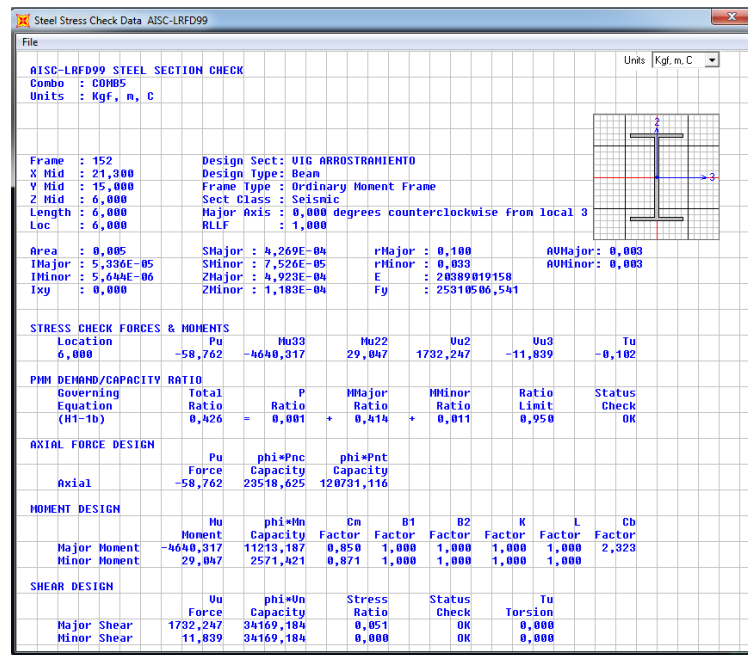 Steel Stress Check Data AISC-LRFD99
File
Units Kgf, m, C
AISC-LRFD99 STEEL SECTION CHECK
Combo : COMB5
Units : Kgf, m, C
2
3
Frame : 152 Design Sect: VIG ARROSTRAMIENTO
X Mid : 21,300 Design Type: Beam
Y Mid : 15,000 Frame Type : Ordinary Moment Frame
Z Mid : 6,000 Sect Class : Seismic
Length : 6,000 Major Axis : 0,000 degrees counterclockwise from local 3
Loc : 6,000 RLLF : 1,000
Area : 0,005 SMajor : 4,269E-04 rMajor : 0,100 AVMajor: 0,003
IMajor : 5,336E-05 SMinor : 7,526E-05 rMinor : 0,033 AVMinor: 0,003
IMinor : 5,644E-06 ZMajor : 4,923E-04 E : 20389019158
Ixy : 0,000 ZMinor : 1,183E-04 Fy : 25310506,541
STRESS CHECK FORCES & MOMENTS
Location Pu Mu33 Mu22 Vu2 Vu3 Tu
6,000 -58,762 -4640,317 29,047 1732,247 -11,839 -0,102
PMM DEMAND/CAPACITY RATIO
Governing Total P MMajor MMinor Ratio Status
Equation Ratio Ratio Ratio Ratio Limit Check
(H1-1b) 0,426 = 0,001 + 0,414 + 0,011 0,950 OK
AXIAL FORCE DESIGN
Pu phi*Pnc phi*Pnt
Force Capacity Capacity
Axial -58,762 23518,625 120731,116
MOMENT DESIGN
Mu phi*Mn Cm B1 B2 K L Cb
Moment Capacity Factor Factor Factor Factor Factor Factor
Major Moment -4640,317 11213,187 0,850 1,000 1,000 1,000 1,000 2,323
Minor Moment 29,047 2571,421 0,871 1,000 1,000 1,000 1,000
SHEAR DESIGN
Vu phi*Vn Stress Status Tu
Force Capacity Ratio Check Torsion
Major Shear 1732,247 34169,184 0,051 OK 0,000
Minor Shear 11,839 34169,184 0,000 OK 0,000